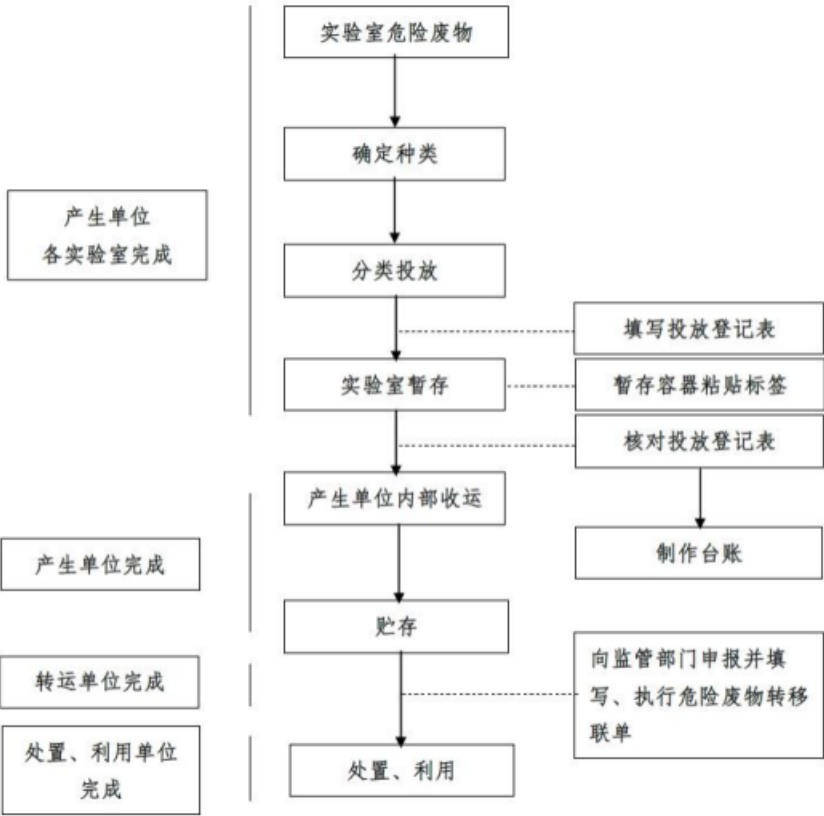 实验室危险废物
确定种类
产生单位
各实验室完成
分类投放
填写投放登记表
实验室暂存
暂存容器粘贴标签
核对投放登记表
产生单位内部收运
制作台账
产生单位完成
贮存
向监管部门申报并填
写、执行危险废物转移
联单
转运单位完成
处置、利用单位
完成
处置、利用